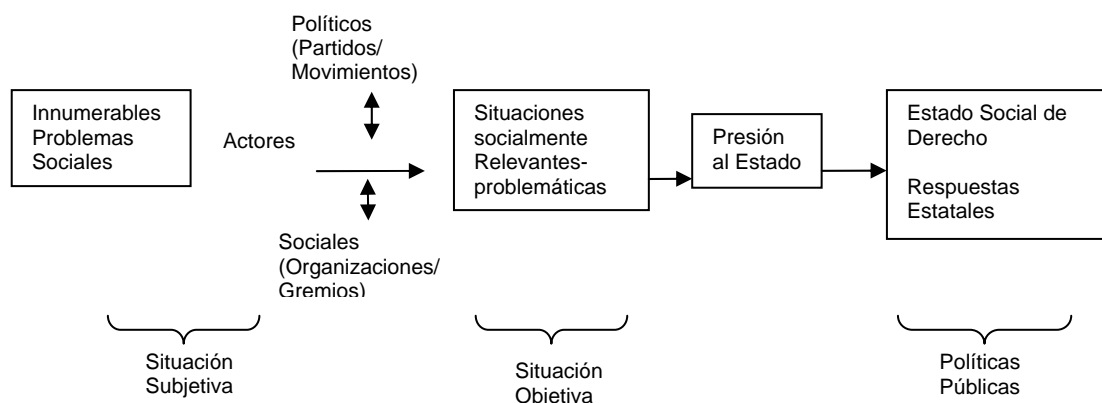 Políticos
(Partidos/
Movimientos)
Innumerables
Problemas
Sociales
Actores
Situaciones
socialmente
Relevantes-
problemáticas
Presión
al Estado
Estado Social de
Derecho
Respuestas
Estatales
Sociales
(Organizaciones/
Gremios)
Situación
Subjetiva
Situación
Objetiva
Políticas
Públicas